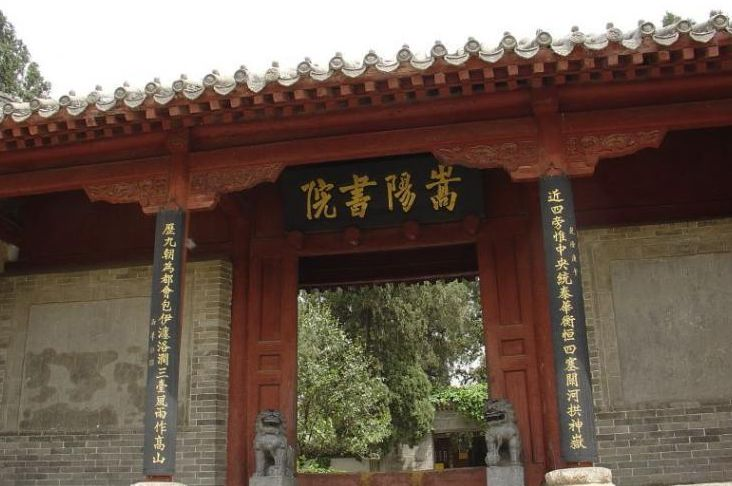 嵩陽書院
近四旁惟中央統泰華衡恒四塞關河拱神嶽
歷九朝為都會包伊瀍洛澗三臺風雨作高山